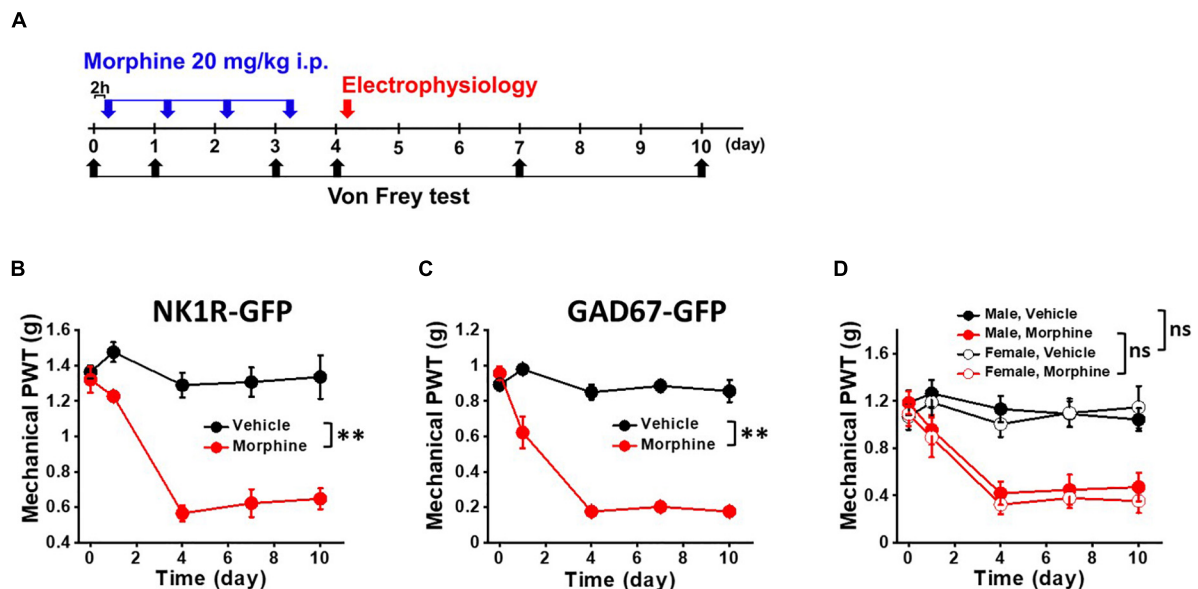 A
Morphine 20 mg/kg i.p.
2h
Electrophysiology
0 1 2 3 4 5 6 7 8 9 10 (day)
Von Frey test
B
NK1R-GFP
Mechanical PWT (g)
1.6
1.4
1.2
1
0.8
0.6
0.4
Vehicle
Morphine
**
0 2 4 6 8 10
Time (day)
C
GAD67-GFP
Mechanical PWT (g)
1.2
1
0.8
0.6
0.4
0.2
0
Vehicle
Morphine
**
0 2 4 6 8 10
Time (day)
D
Male, Vehicle
Male, Morphine
Female, Vehicle
Female, Morphine
ns
ns
Mechanical PWT (g)
1.6
1.2
0.8
0.4
0
0 2 4 6 8 10
Time (day)